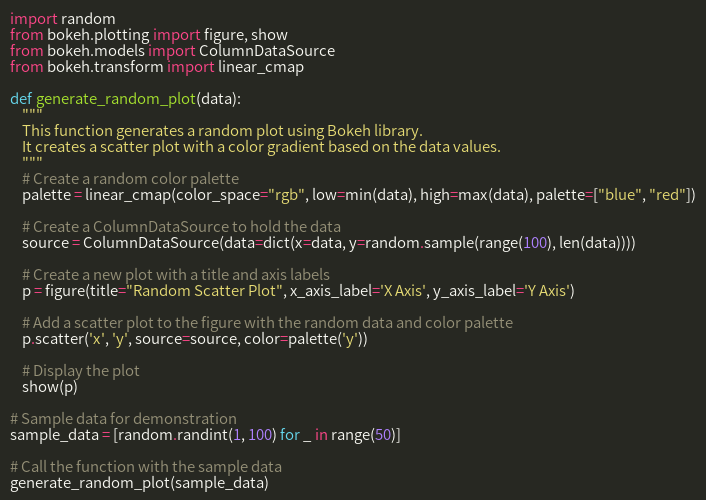 import random
from bokeh.plotting import figure, show
from bokeh.models import ColumnDataSource
from bokeh.transform import linear_cmap

def generate_random_plot(data):
    """
    This function generates a random plot using Bokeh library.
    It creates a scatter plot with a color gradient based on the data values.
    """
    # Create a random color palette
    palette = linear_cmap(color_space="rgb", low=min(data), high=max(data), palette=["blue", "red"])

    # Create a ColumnDataSource to hold the data
    source = ColumnDataSource(data=dict(x=data, y=random.sample(range(100), len(data))))

    # Create a new plot with a title and axis labels
    p = figure(title="Random Scatter Plot", x_axis_label='X Axis', y_axis_label='Y Axis')

    # Add a scatter plot to the figure with the random data and color palette
    p.scatter('x', 'y', source=source, color=palette('y'))

    # Display the plot
    show(p)

# Sample data for demonstration
sample_data = [random.randint(1, 100) for _ in range(50)]

# Call the function with the sample data
generate_random_plot(sample_data)